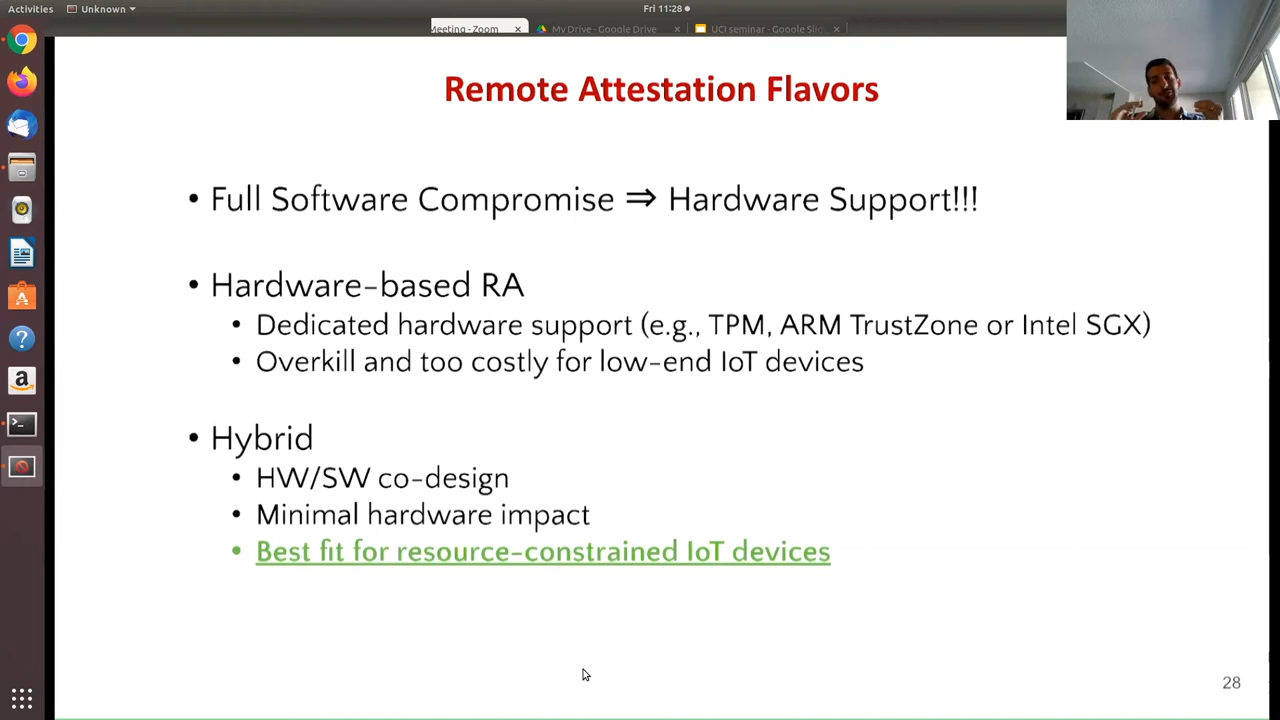 Activities
Unknown
Fri 11:28
Meeting - Zoom
My Drive - Google Drive
UCI seminar - Google Slid
Remote Attestation Flavors
• Full Software Compromise ⇒ Hardware Support!!!
• Hardware-based RA
• Dedicated hardware support (e.g., TPM, ARM TrustZone or Intel SGX)
• Overkill and too costly for low-end IoT devices
• Hybrid
• HW/SW co-design
• Minimal hardware impact
• Best fit for resource-constrained IoT devices
28